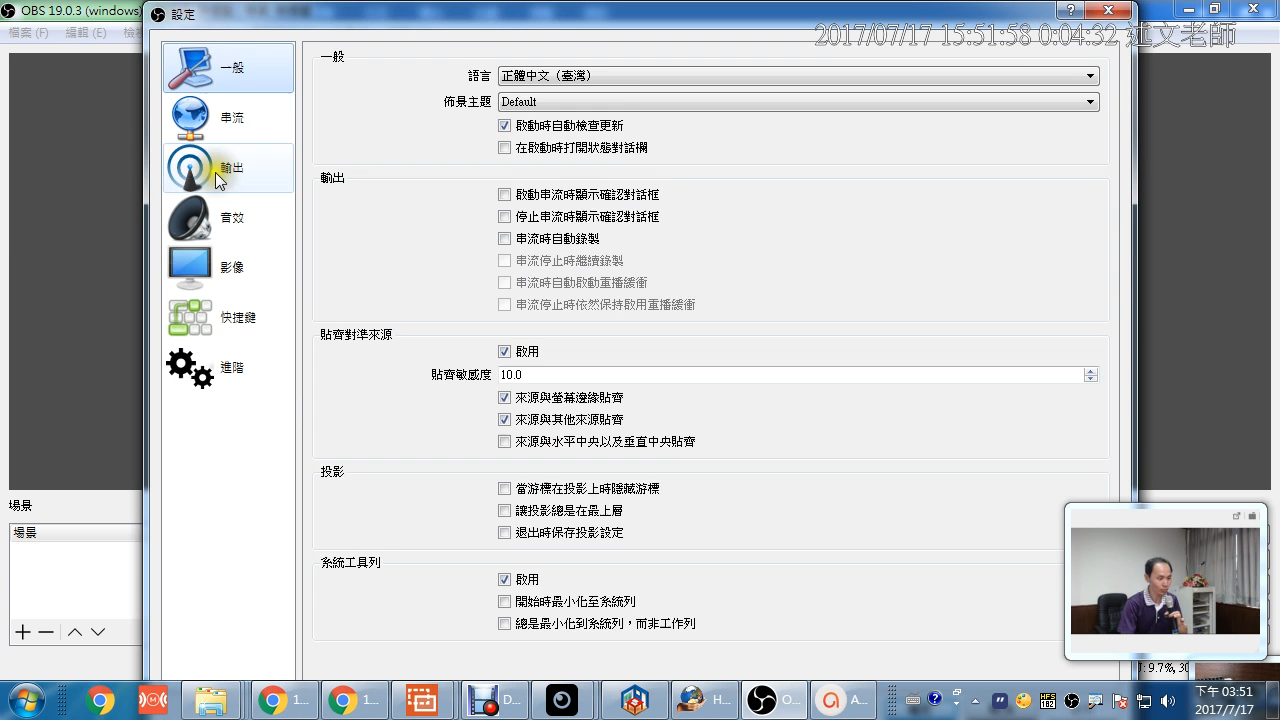 OBS 19.0.3 (windows)
設定
檔案 (F)
編輯 (E)
2017/07/17 15:51:58 0:04:32 述文老師
一般
串流
輸出
音效
影像
快捷鍵
進階
一般
語言
正體中文（臺灣）
佈景主題
Default
啟動時自動檢查更新
在啟動時打開狀態對話欄
輸出
啟動串流時顯示確認對話框
停止串流時顯示確認對話框
串流時自動錄製
串流停止時繼續錄製
串流時自動啟動重播緩衝
串流停止時依然保持啟用重播緩衝
貼齊對準來源
啟用
貼齊敏感度
10.0
來源與螢幕邊緣貼齊
來源與其他來源貼齊
來源與水平中央以及垂直中央貼齊
投影
當游標在投影上時隱藏游標
讓投影總是在最上層
退出時保存投影設定
系統工具列
啟用
開始時最小化至系統列
總是最小化到系統列，而非工作列
場景
場景
9.7%, 30
1...
1...
D...
H...
O...
A...
HFS
162
下午 03:51
2017/7/17